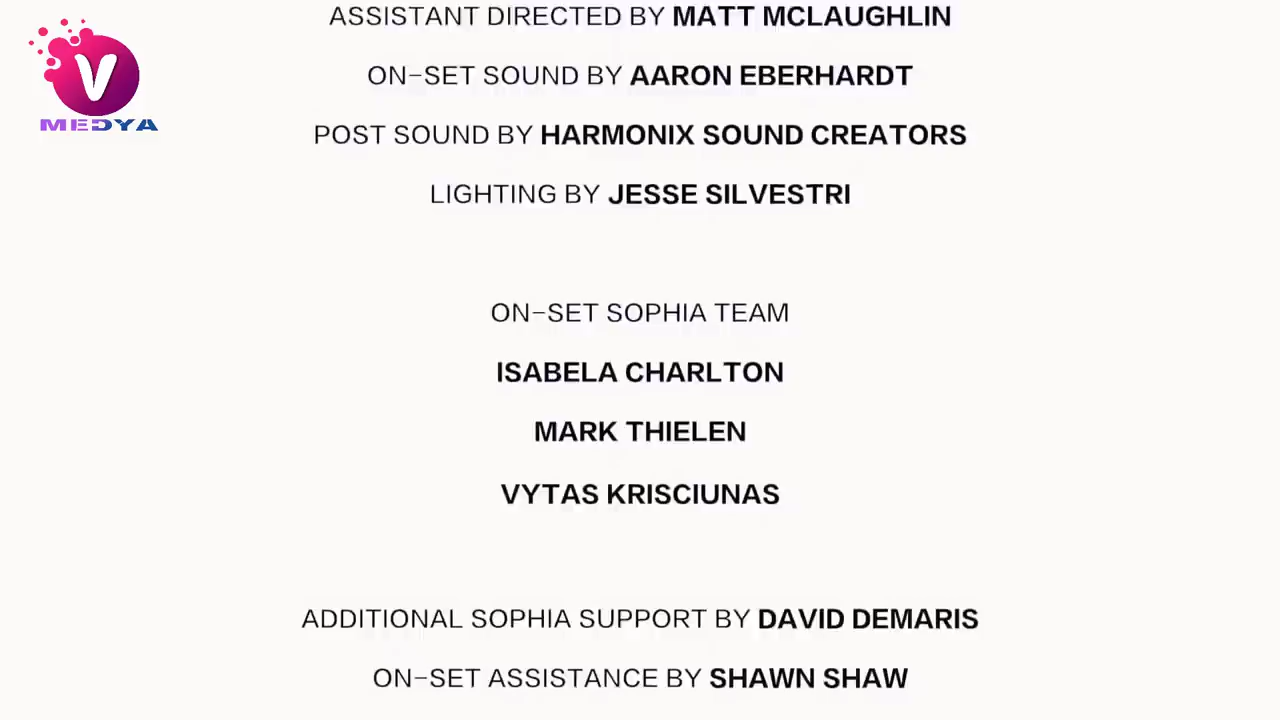 ASSISTANT DIRECTED BY MATT MCLAUGHLIN
V
MEDYA
ON-SET SOUND BY AARON EBERHARDT
POST SOUND BY HARMONIX SOUND CREATORS
LIGHTING BY JESSE SILVESTRI
ON-SET SOPHIA TEAM
ISABELA CHARLTON
MARK THIELEN
VYTAS KRISCIUNAS
ADDITIONAL SOPHIA SUPPORT BY DAVID DEMARIS
ON-SET ASSISTANCE BY SHAWN SHAW